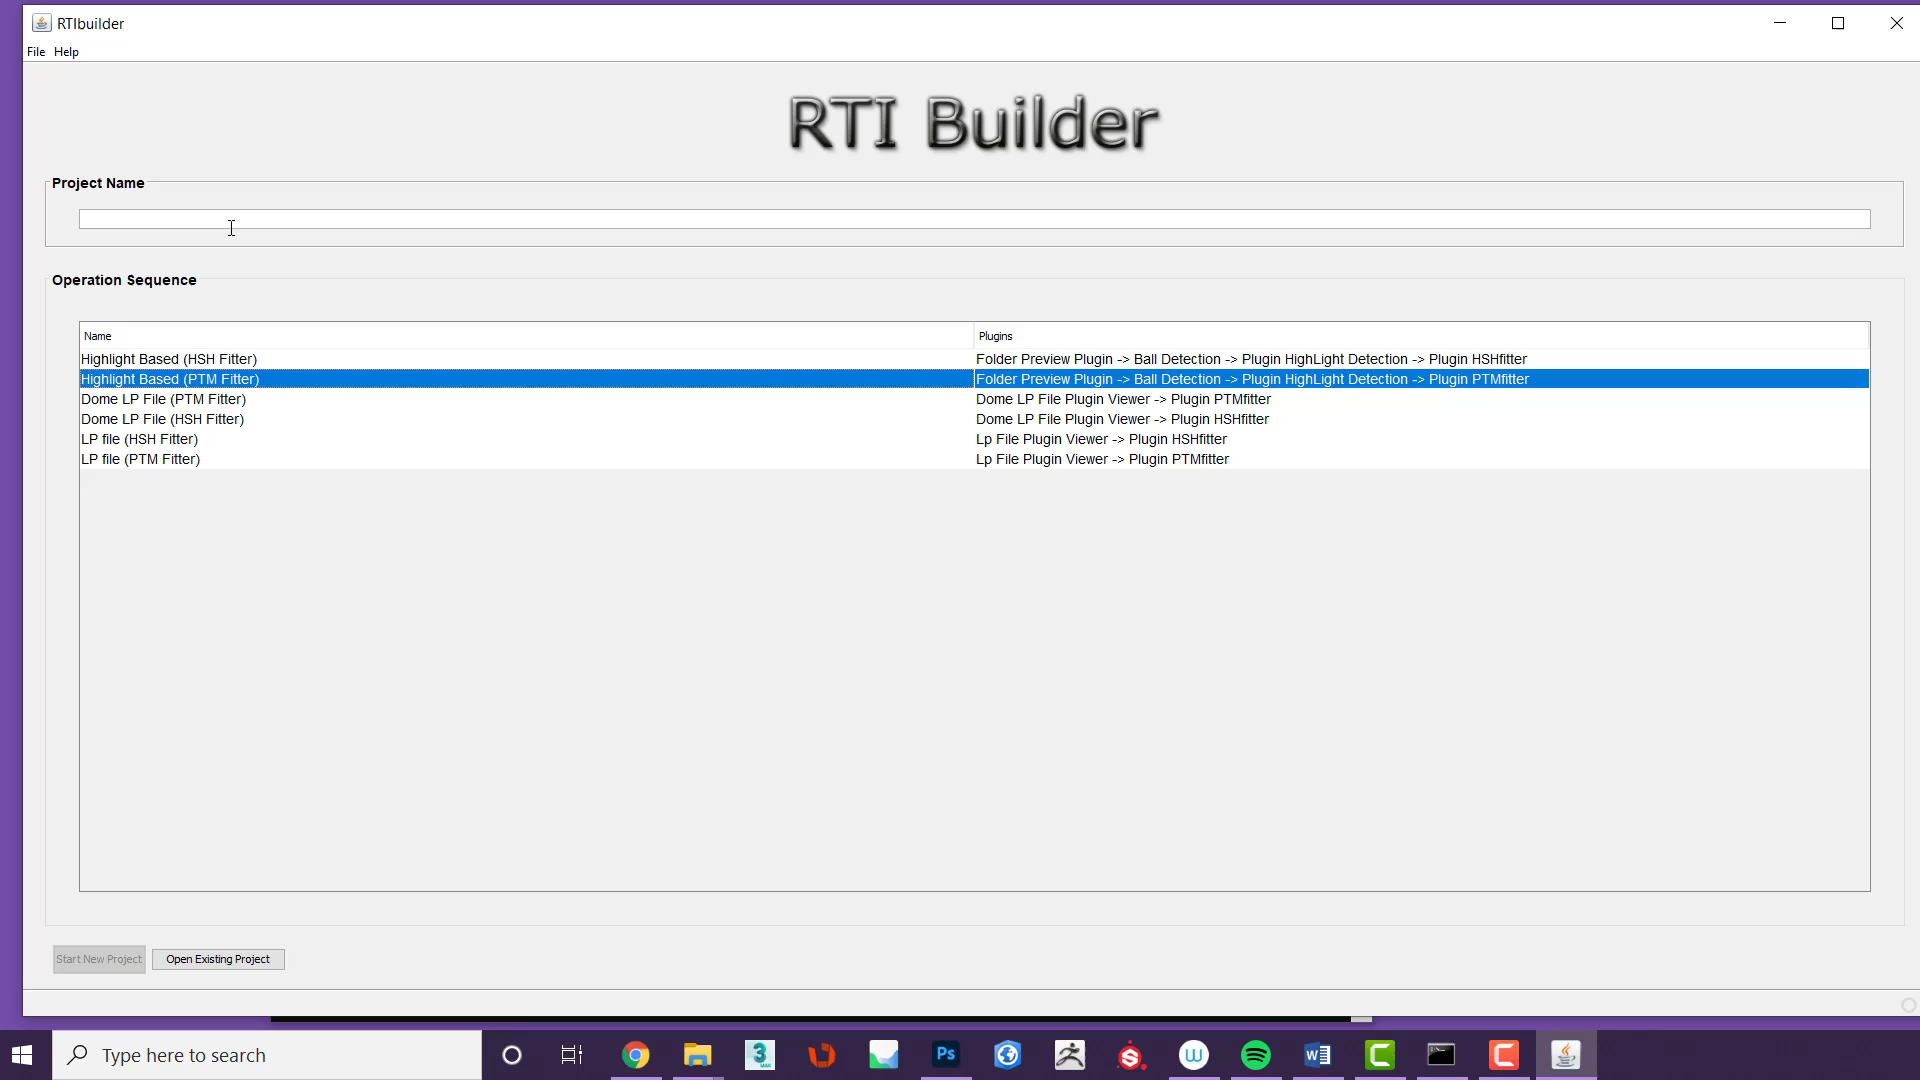 RTIbuilder
File Help
RTI Builder
Project Name
Operation Sequence
Name Plugins
Highlight Based (HSH Fitter) Folder Preview Plugin -> Ball Detection -> Plugin HighLight Detection -> Plugin HSHfitter
Highlight Based (PTM Fitter) Folder Preview Plugin -> Ball Detection -> Plugin HighLight Detection -> Plugin PTMfitter
Dome LP File (PTM Fitter) Dome LP File Plugin Viewer -> Plugin PTMfitter
Dome LP File (HSH Fitter) Dome LP File Plugin Viewer -> Plugin HSHfitter
LP file (HSH Fitter) Lp File Plugin Viewer -> Plugin HSHfitter
LP file (PTM Fitter) Lp File Plugin Viewer -> Plugin PTMfitter
Start New Project Open Existing Project
Type here to search 3 MAX Ps S W W C C